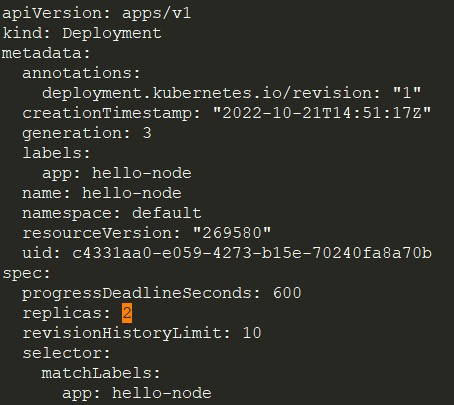 apiVersion: apps/v1
kind: Deployment
metadata:
  annotations:
    deployment.kubernetes.io/revision: "1"
  creationTimestamp: "2022-10-21T14:51:17Z"
  generation: 3
  labels:
    app: hello-node
  name: hello-node
  namespace: default
  resourceVersion: "269580"
  uid: c4331aa0-e059-4273-b15e-70240fa8a70b
spec:
  progressDeadlineSeconds: 600
  replicas: 2
  revisionHistoryLimit: 10
  selector:
    matchLabels:
      app: hello-node